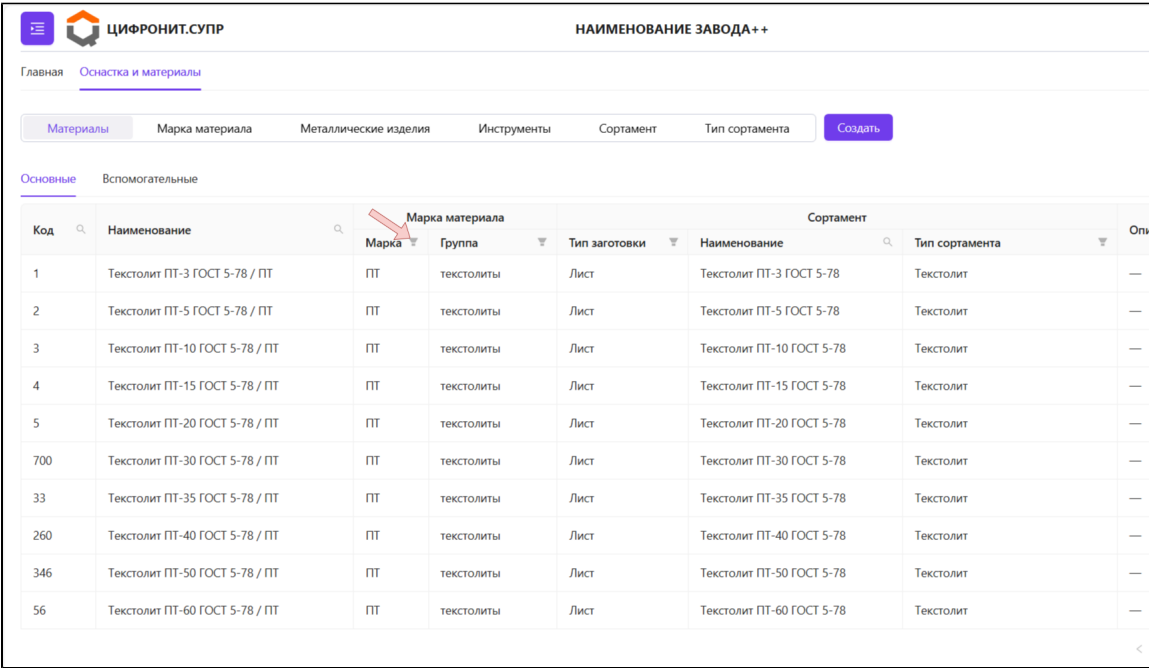 ЦИФРОНИТ.СУПР НАИМЕНОВАНИЕ ЗАВОДА++
Главная Оснастка и материалы
Материалы Марка материала Металлические изделия Инструменты Сортамент Тип сортамента Создать
Основные Вспомогательные
Марка материала Сортамент
Код Наименование Опи
Марка Группа Тип заготовки Наименование Тип сортамента
1 Текстолит ПТ-3 ГОСТ 5-78 / ПТ ПТ текстолиты Лист Текстолит ПТ-3 ГОСТ 5-78 Текстолит —
2 Текстолит ПТ-5 ГОСТ 5-78 / ПТ ПТ текстолиты Лист Текстолит ПТ-5 ГОСТ 5-78 Текстолит —
3 Текстолит ПТ-10 ГОСТ 5-78 / ПТ ПТ текстолиты Лист Текстолит ПТ-10 ГОСТ 5-78 Текстолит —
4 Текстолит ПТ-15 ГОСТ 5-78 / ПТ ПТ текстолиты Лист Текстолит ПТ-15 ГОСТ 5-78 Текстолит —
5 Текстолит ПТ-20 ГОСТ 5-78 / ПТ ПТ текстолиты Лист Текстолит ПТ-20 ГОСТ 5-78 Текстолит —
700 Текстолит ПТ-30 ГОСТ 5-78 / ПТ ПТ текстолиты Лист Текстолит ПТ-30 ГОСТ 5-78 Текстолит —
33 Текстолит ПТ-35 ГОСТ 5-78 / ПТ ПТ текстолиты Лист Текстолит ПТ-35 ГОСТ 5-78 Текстолит —
260 Текстолит ПТ-40 ГОСТ 5-78 / ПТ ПТ текстолиты Лист Текстолит ПТ-40 ГОСТ 5-78 Текстолит —
346 Текстолит ПТ-50 ГОСТ 5-78 / ПТ ПТ текстолиты Лист Текстолит ПТ-50 ГОСТ 5-78 Текстолит —
56 Текстолит ПТ-60 ГОСТ 5-78 / ПТ ПТ текстолиты Лист Текстолит ПТ-60 ГОСТ 5-78 Текстолит —